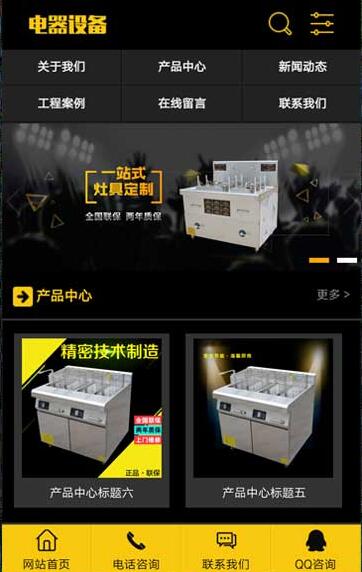 电器设备
关于我们
产品中心
新闻动态
工程案例
在线留言
联系我们
一站式
灶具定制
全国联保 两年质保
产品中心
更多 >
精密技术制造
全国联保
两年质保
上门维修
正品·联保
产品中心标题六
产品中心标题五
网站首页
电话咨询
联系我们
QQ咨询